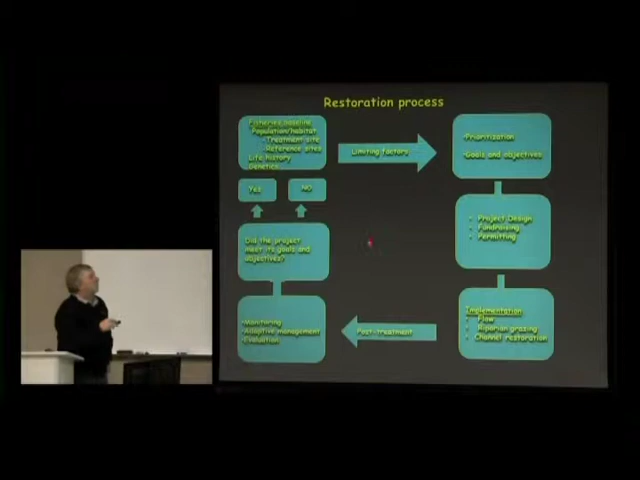 Restoration process
Fisheries baseline
Population/habitat
Treatment site
Reference sites
Life history
Genetics
Limiting factors
Prioritization
Goals and objectives
Yes
NO
Project Design
Fundraising
Permitting
Did the project
meet its goals and
objectives?
Implementation
Flow
Riparian grazing
Channel restoration
Post-treatment
Monitoring
Adaptive management
Evaluation